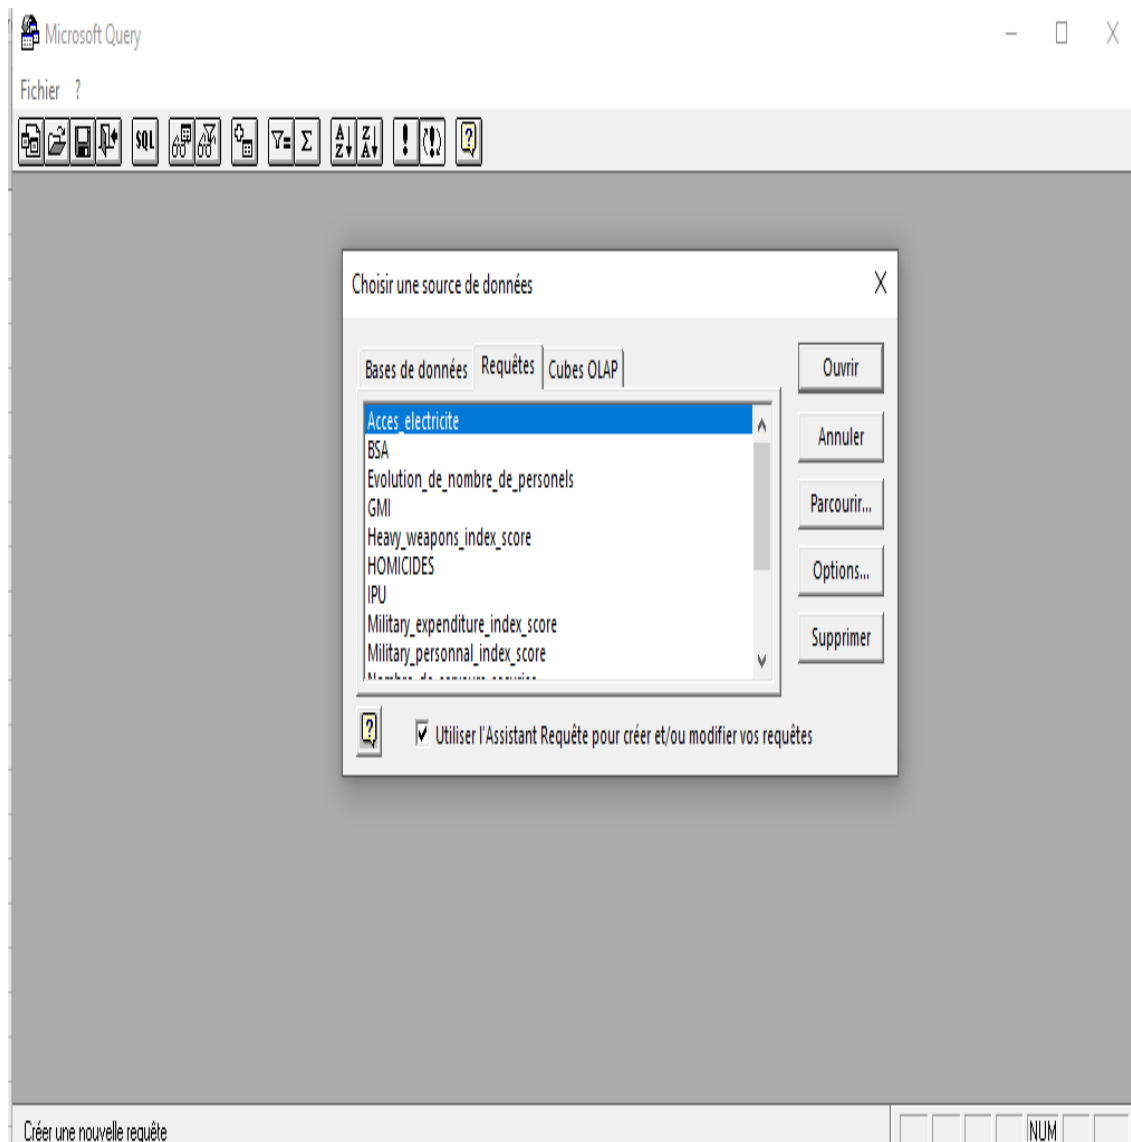 Microsoft Query
Fichier ?
SQL
Choisir une source de données
Bases de données Requêtes Cubes OLAP
Ouvrir
Annuler
Parcourir...
Options...
Supprimer
Acces_electricite
BSA
Evolution_de_nombre_de_personels
GMI
Heavy_weapons_index_score
HOMICIDES
IPU
Military_expenditure_index_score
Military_personnal_index_score
Utiliser l'Assistant Requête pour créer et/ou modifier vos requêtes
Créer une nouvelle requête
NUM